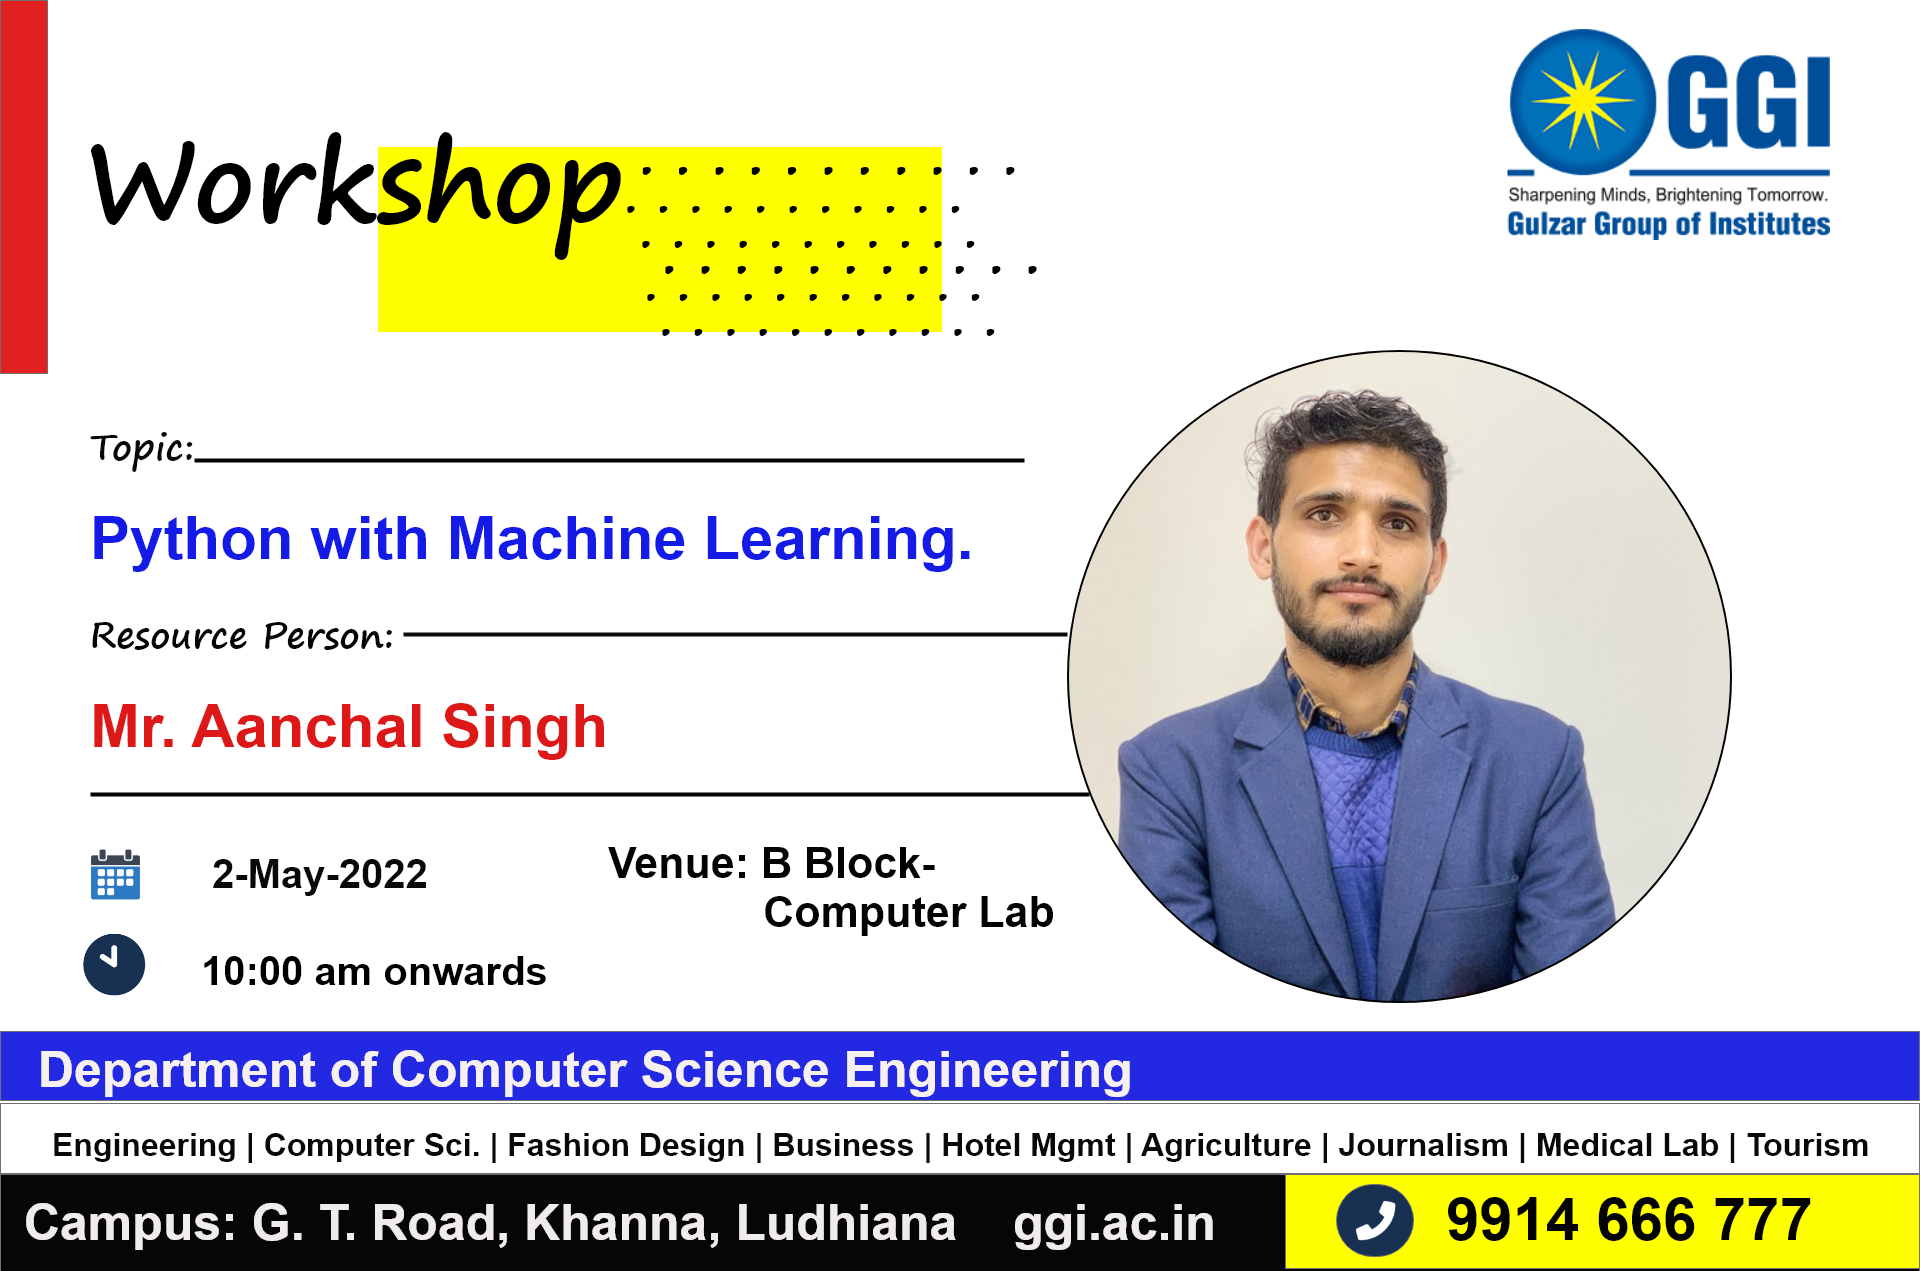 Workshop
GGI
Sharpening Minds, Brightening Tomorrow.
Gulzar Group of Institutes
Topic:
Python with Machine Learning.
Resource Person:
Mr. Aanchal Singh
2-May-2022
Venue: B Block-
Computer Lab
10:00 am onwards
Department of Computer Science Engineering
Engineering | Computer Sci. | Fashion Design | Business | Hotel Mgmt | Agriculture | Journalism | Medical Lab | Tourism
Campus: G. T. Road, Khanna, Ludhiana ggi.ac.in
9914 666 777